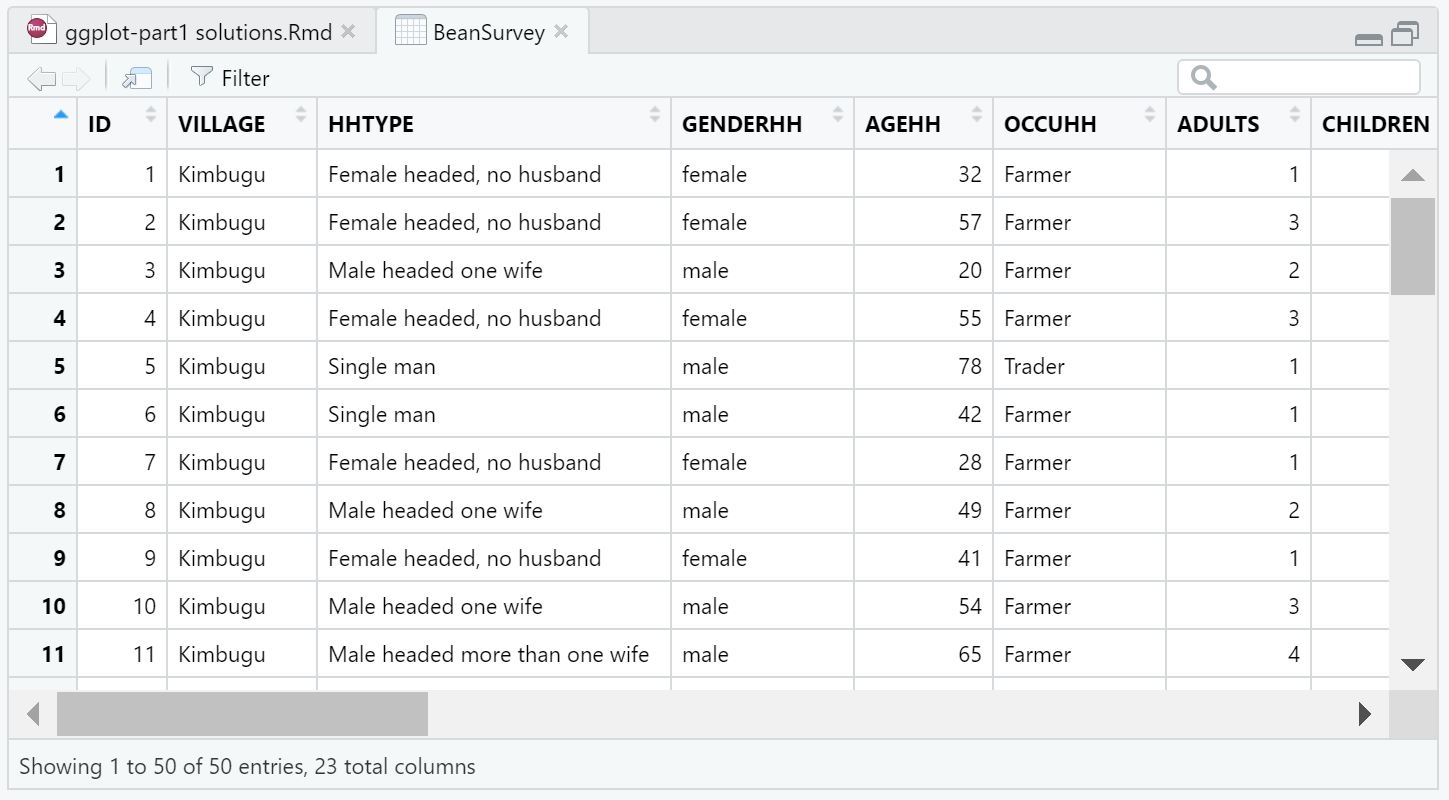 Rmd ggplot-part1 solutions.Rmd BeanSurvey
Filter
ID VILLAGE HHTYPE GENDERHH AGEHH OCCUHH ADULTS CHILDREN
1 1 Kimbugu Female headed, no husband female 32 Farmer 1
2 2 Kimbugu Female headed, no husband female 57 Farmer 3
3 3 Kimbugu Male headed one wife male 20 Farmer 2
4 4 Kimbugu Female headed, no husband female 55 Farmer 3
5 5 Kimbugu Single man male 78 Trader 1
6 6 Kimbugu Single man male 42 Farmer 1
7 7 Kimbugu Female headed, no husband female 28 Farmer 1
8 8 Kimbugu Male headed one wife male 49 Farmer 2
9 9 Kimbugu Female headed, no husband female 41 Farmer 1
10 10 Kimbugu Male headed one wife male 54 Farmer 3
11 11 Kimbugu Male headed more than one wife male 65 Farmer 4
Showing 1 to 50 of 50 entries, 23 total columns